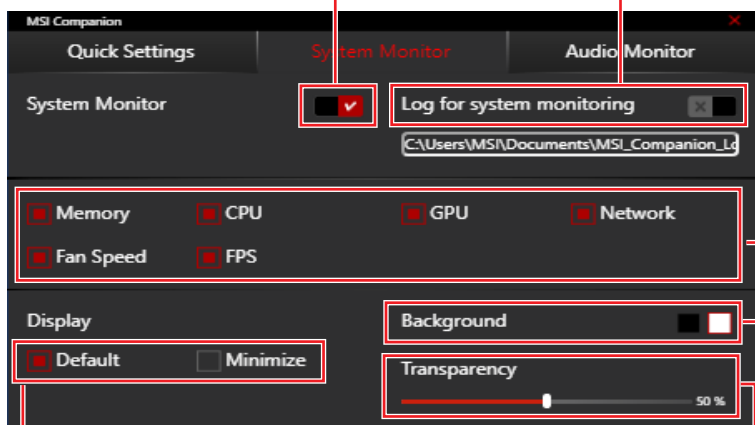 MSI Companion
Quick Settings System Monitor Audio Monitor
System Monitor Log for system monitoring
C:\Users\MSI\Documents\MSI_Companion_Lo
Memory CPU GPU Network
Fan Speed FPS
Display Background
Default Minimize Transparency
50 %